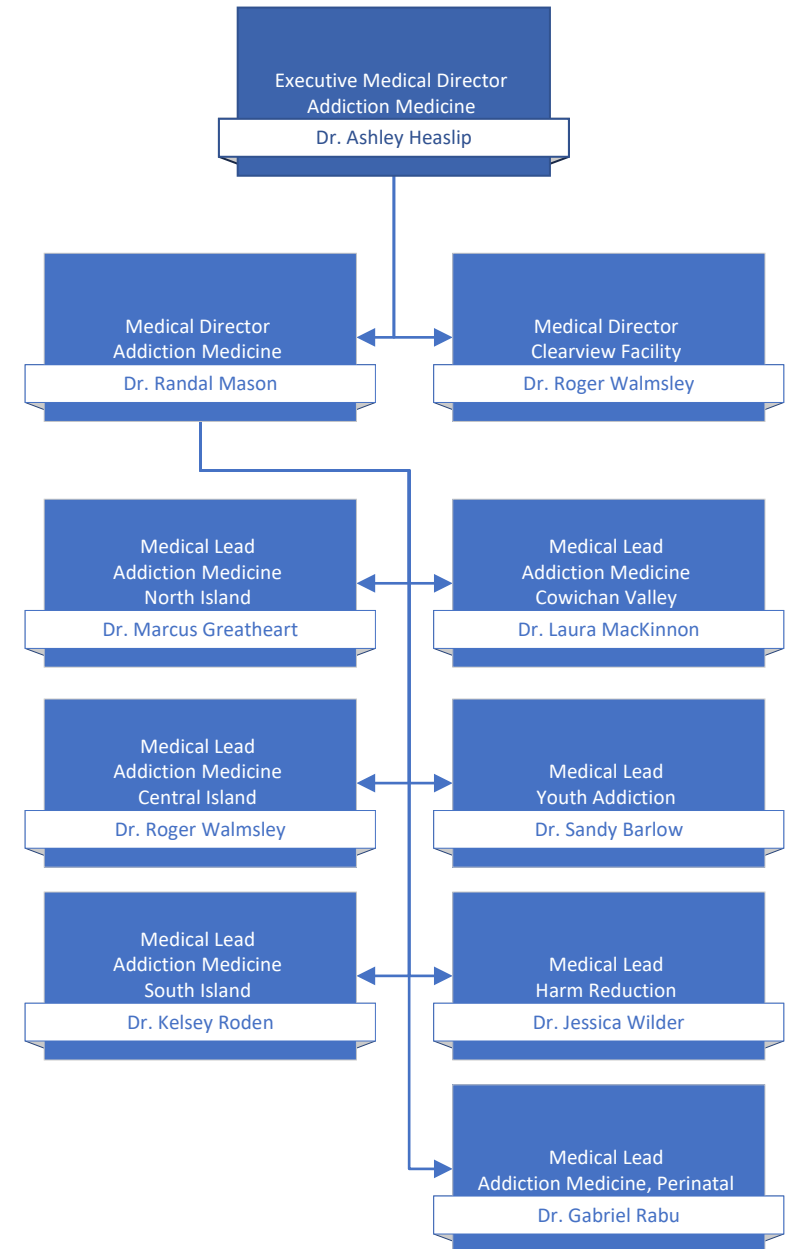 Executive Medical Director
Addiction Medicine
Dr. Ashley Heaslip
Medical Director
Addiction Medicine
Dr. Randal Mason
Medical Director
Clearview Facility
Dr. Roger Walmsley
Medical Lead
Addiction Medicine
North Island
Dr. Marcus Greatheart
Medical Lead
Addiction Medicine
Cowichan Valley
Dr. Laura MacKinnon
Medical Lead
Addiction Medicine
Central Island
Dr. Roger Walmsley
Medical Lead
Youth Addiction
Dr. Sandy Barlow
Medical Lead
Addiction Medicine
South Island
Dr. Kelsey Roden
Medical Lead
Harm Reduction
Dr. Jessica Wilder
Medical Lead
Addiction Medicine, Perinatal
Dr. Gabriel Rabu